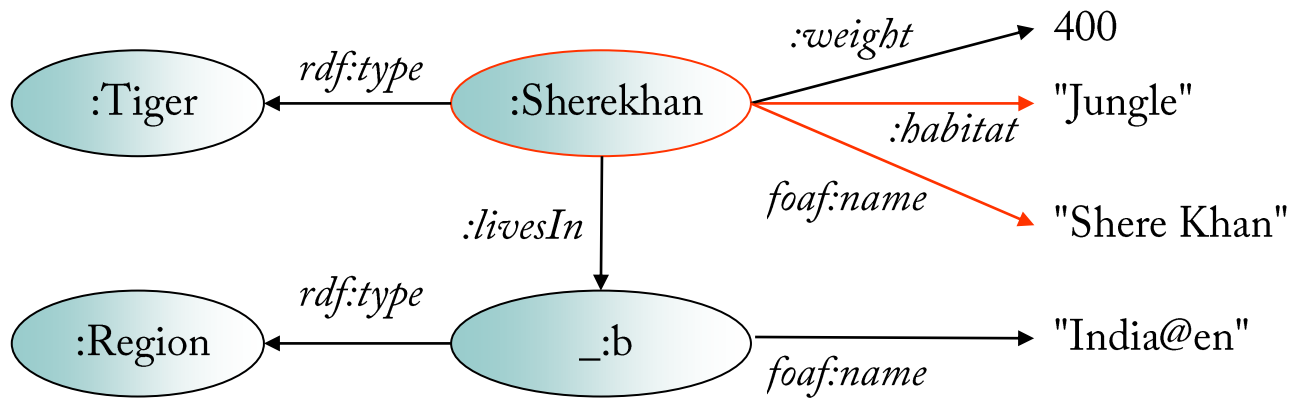 :weight
400
rdf:type
:Tiger
:Sherekhan
"Jungle"
:habitat
foaf:name
"Shere Khan"
:livesIn
rdf:type
:Region
_:b
"India@en"
foaf:name